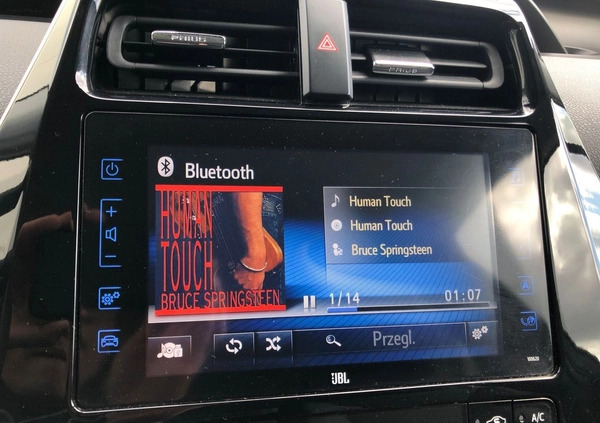 PRIUS
PRIUS
Bluetooth
HUMAN
TOUCH
BRUCE SPRINGSTEEN
Human Touch
Human Touch
Bruce Springsteen
1/14
01:07
Przegl.
JBL
A/C